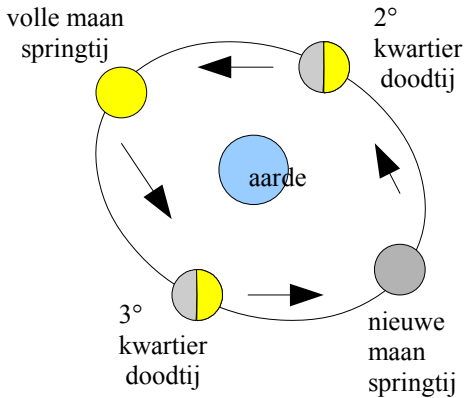 volle maan
springtij
2°
kwartier
doodtij
aarde
3°
kwartier
doodtij
nieuwe
maan
springtij